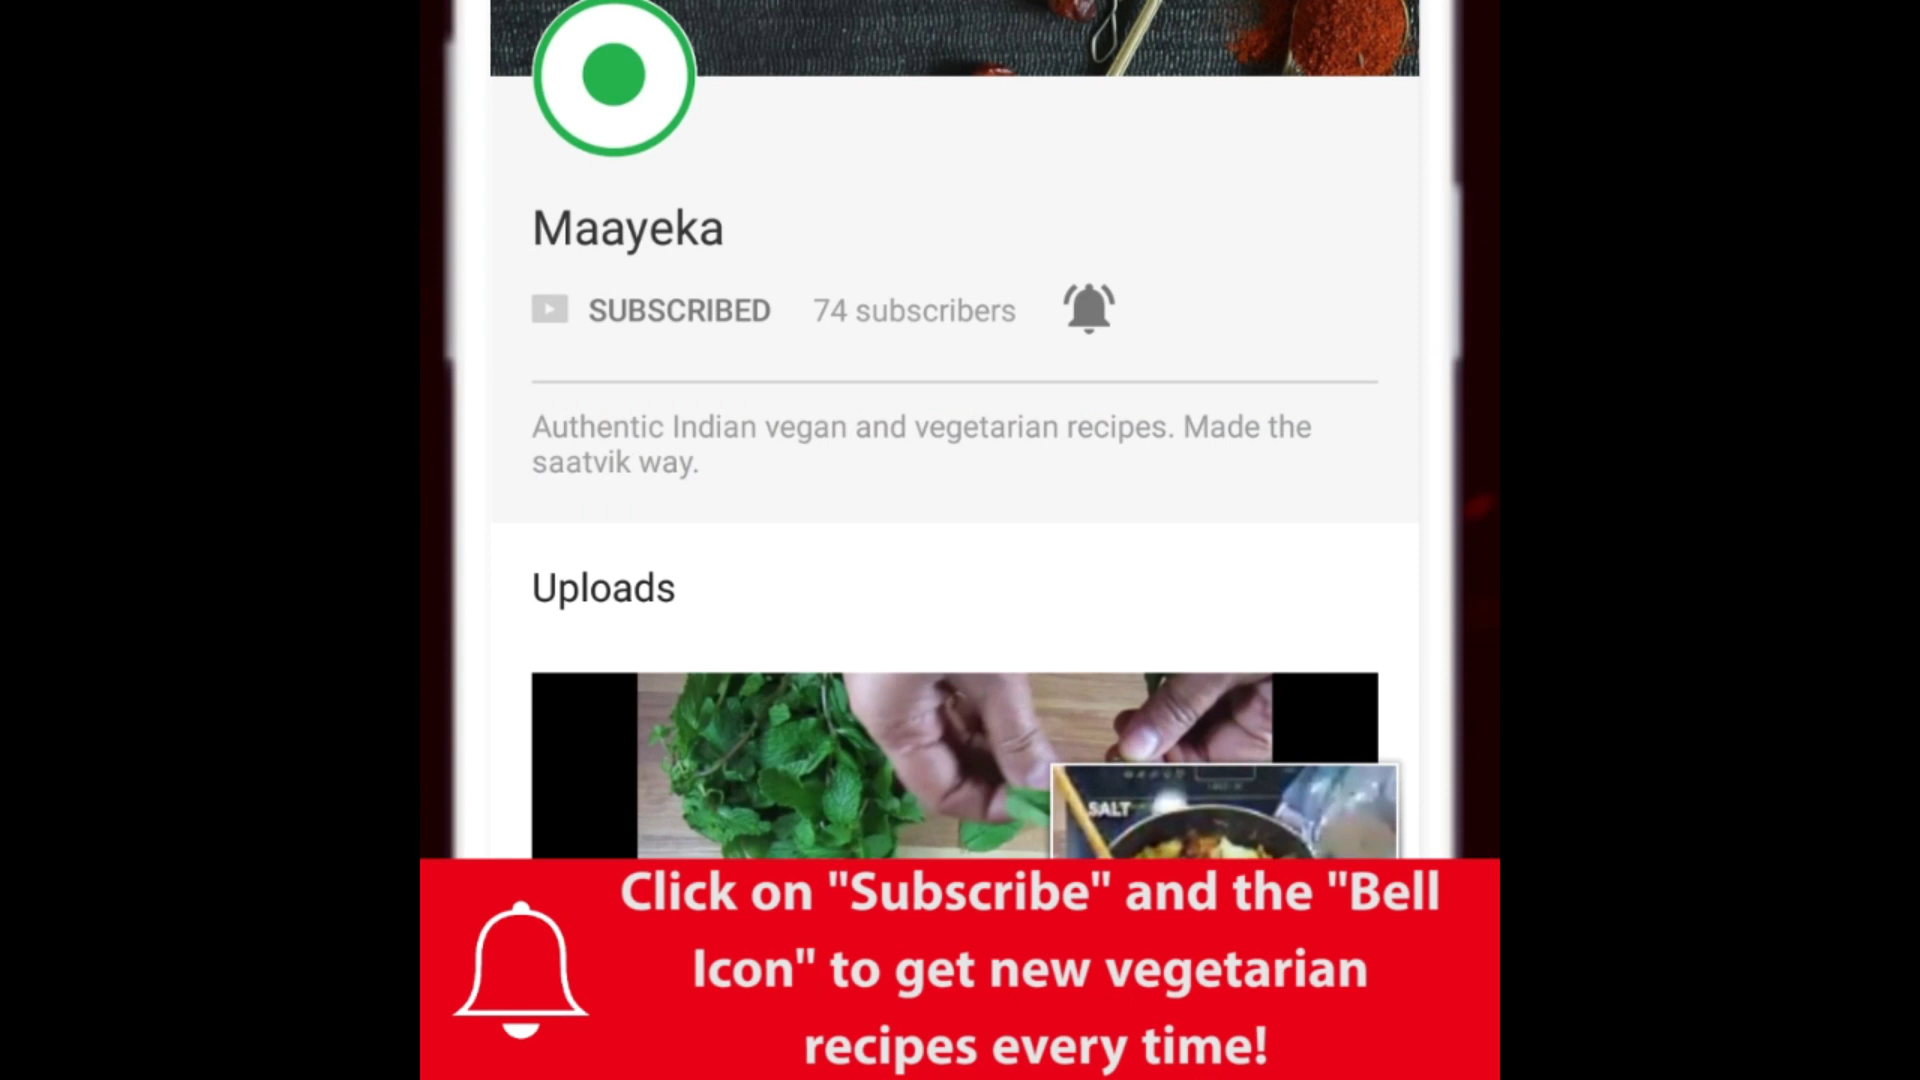 Maayeka
SUBSCRIBED 74 subscribers
Authentic Indian vegan and vegetarian recipes. Made the
saatvik way.
Uploads
SALT
Click on "Subscribe" and the "Bell
Icon" to get new vegetarian
recipes every time!